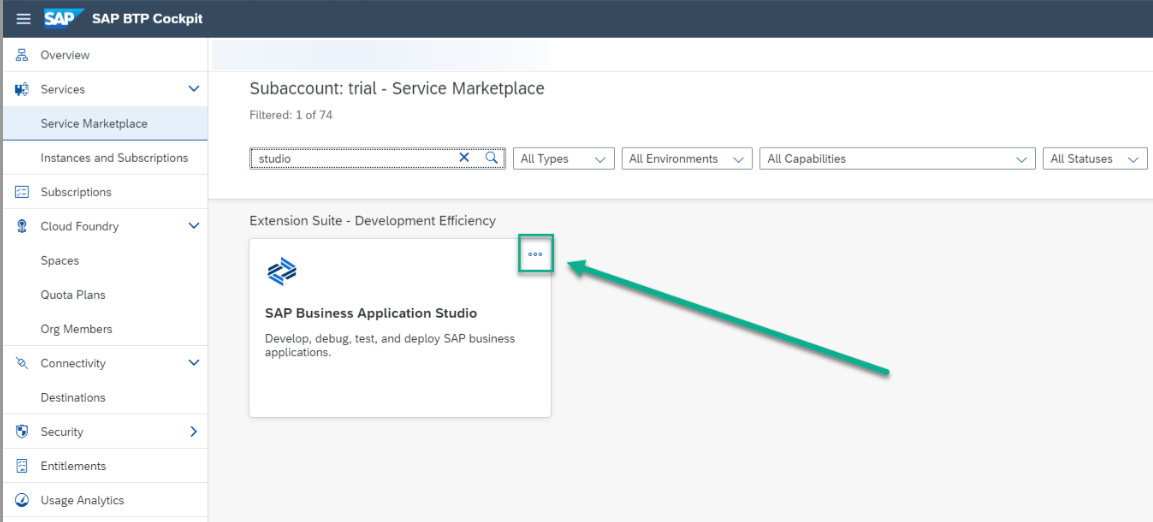 SAP SAP BTP Cockpit
Overview
Services
Service Marketplace
Instances and Subscriptions
Subscriptions
Cloud Foundry
Spaces
Quota Plans
Org Members
Connectivity
Destinations
Security
Entitlements
Usage Analytics
Subaccount: trial - Service Marketplace
Filtered: 1 of 74
studio
All Types
All Environments
All Capabilities
All Statuses
Extension Suite - Development Efficiency
SAP Business Application Studio
Develop, debug, test, and deploy SAP business
applications.